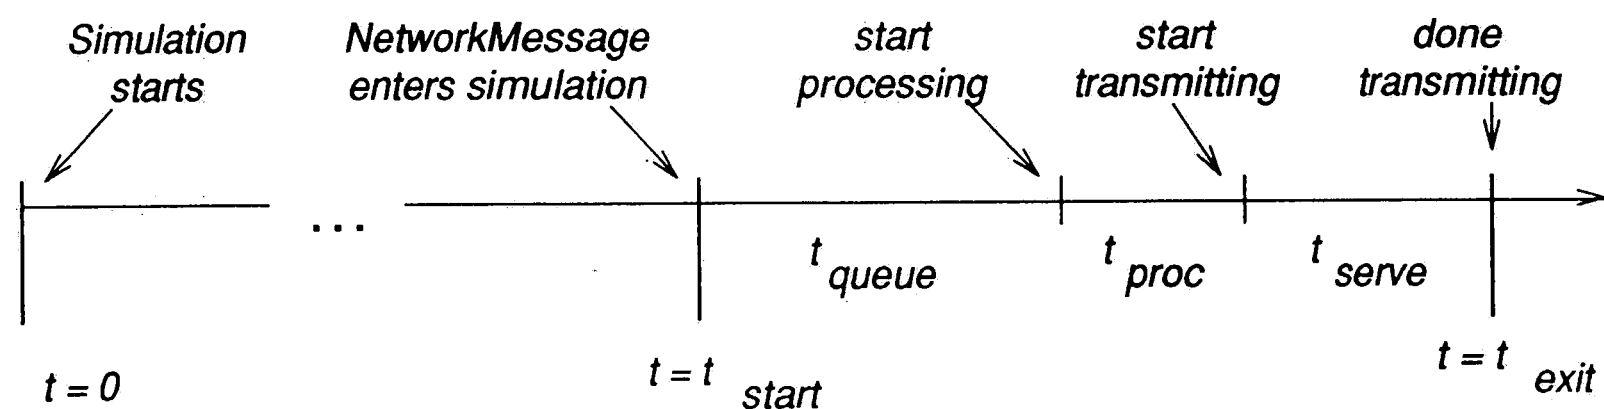 Simulation
starts
NetworkMessage
enters simulation
start
processing
start
transmitting
done
transmitting
...
t queue
t proc
t serve
t = 0
t = t start
t = t exit